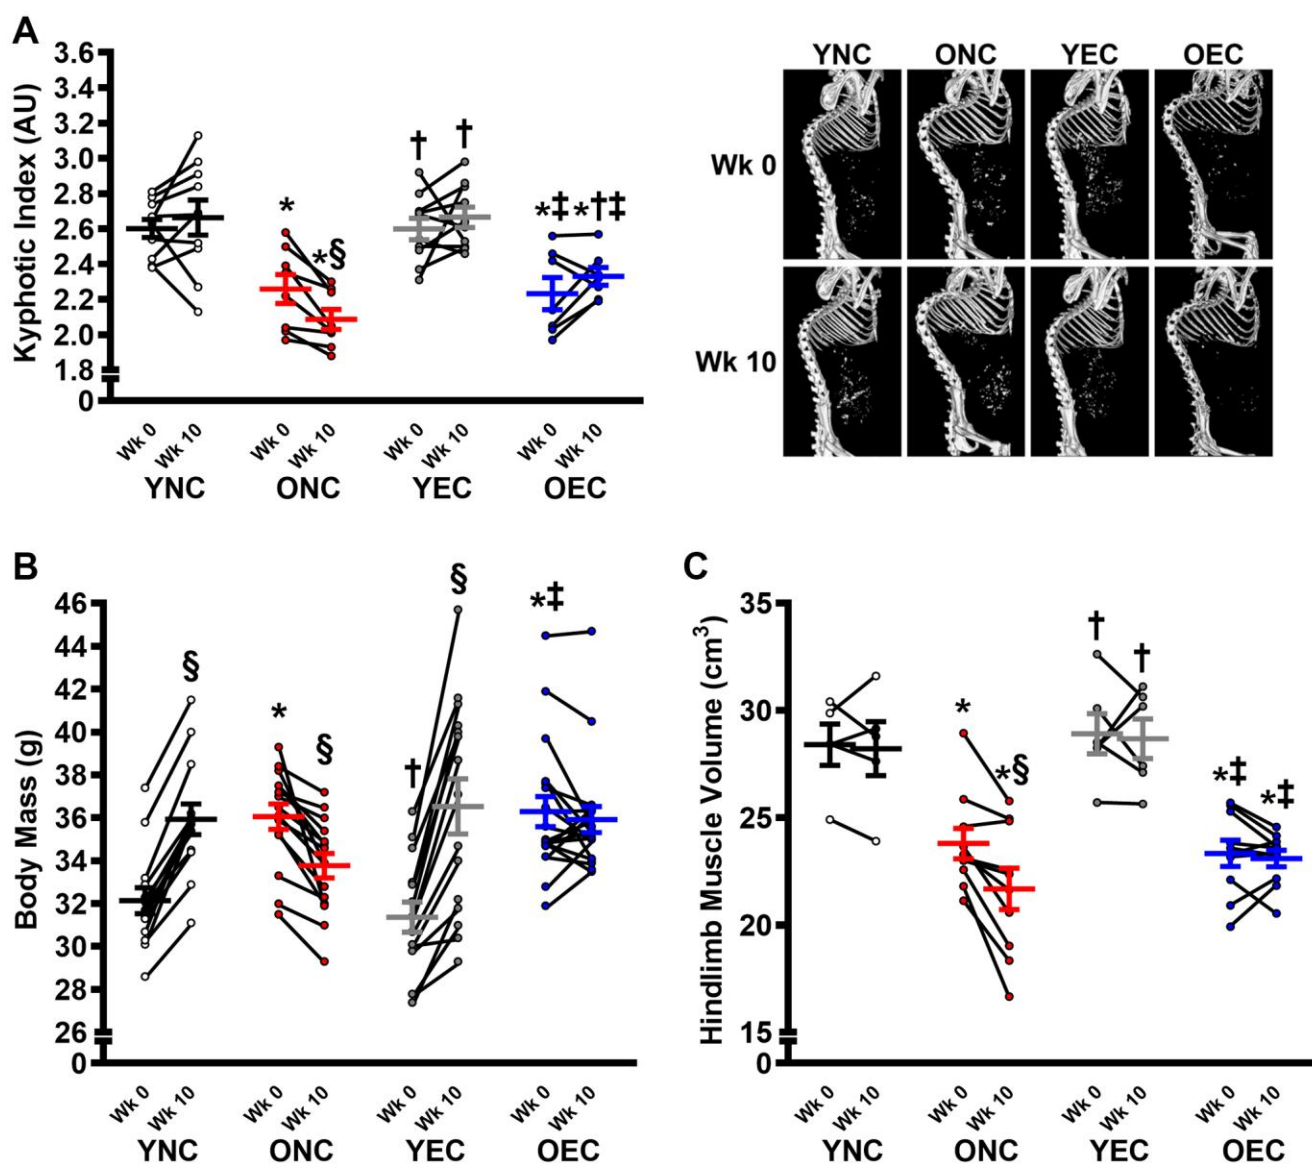 A
Kyphotic Index (AU)
3.6
3.4
3.2
3.0
2.8
2.6
2.4
2.2
2.0
1.8
0
*
*§
†
†
*‡
*†‡
Wk 0
Wk 10
Wk 0
Wk 10
Wk 0
Wk 10
Wk 0
Wk 10
YNC
ONC
YEC
OEC
YNC
ONC
YEC
OEC
Wk 0
Wk 10
B
Body Mass (g)
46
44
42
40
38
36
34
32
30
28
26
0
§
*
§
†
§
*‡
Wk 0
Wk 10
Wk 0
Wk 10
Wk 0
Wk 10
Wk 0
Wk 10
YNC
ONC
YEC
OEC
C
Hindlimb Muscle Volume (cm³)
35
30
25
20
15
0
*
*§
†
†
*‡
*‡
Wk 0
Wk 10
Wk 0
Wk 10
Wk 0
Wk 10
Wk 0
Wk 10
YNC
ONC
YEC
OEC